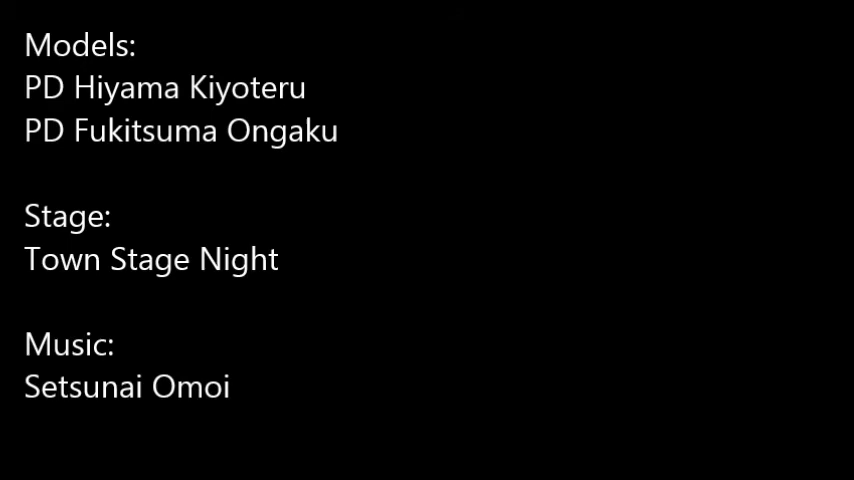 Models:
PD Hiyama Kiyoteru
PD Fukitsuma Ongaku
Stage:
Town Stage Night
Music:
Setsunai Omoi